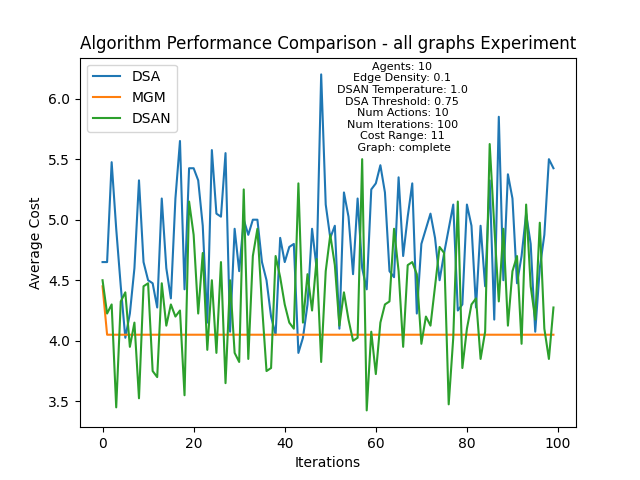 Algorithm Performance Comparison - all graphs Experiment
DSA
MGM
DSAN
Agents: 10
Edge Density: 0.1
DSAN Temperature: 1.0
DSA Threshold: 0.75
Num Actions: 10
Num Iterations: 100
Cost Range: 11
Graph: complete
Average Cost
6.0
5.5
5.0
4.5
4.0
3.5
0
20
40
60
80
100
Iterations